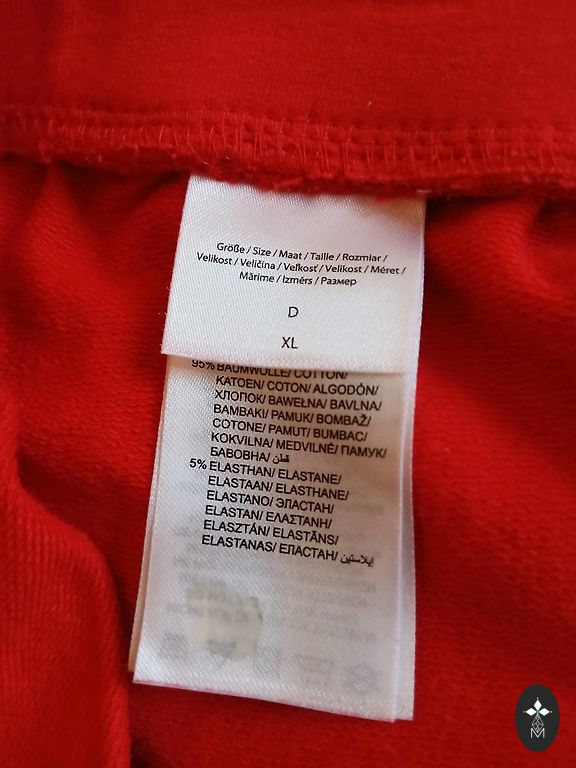 Größe / Size / Maat / Taille / Rozmiar /
Velikost / Veličina / Veľkosť / Velikost / Méret /
Mărime / Izmērs / Размер
D
XL
95% BAUMWOLLE/ COTTON/
KATOEN/ COTON/ ALGODÓN/
ХЛОПОК/ BAWEŁNA/ BAVLNA/
BAMBAKI/ PAMUK/ BOMBAŽ/
COTONE/ PAMUT/ BUMBAC/
KOKVILNA/ MEDVILNĖ/ ПАМУК/
БАВОВНА/ قطن
5% ELASTHAN/ ELASTANE/
ELASTAAN/ ELASTHANE/
ELASTANO/ ЭЛАСТАН/
ELASTAN/ ΕΛΑΣΤΑΝΗ/
ELASZTÁN/ ELASTĀNS/
ELASTANAS/ ЕЛАСТАН/ إيلاستين
M